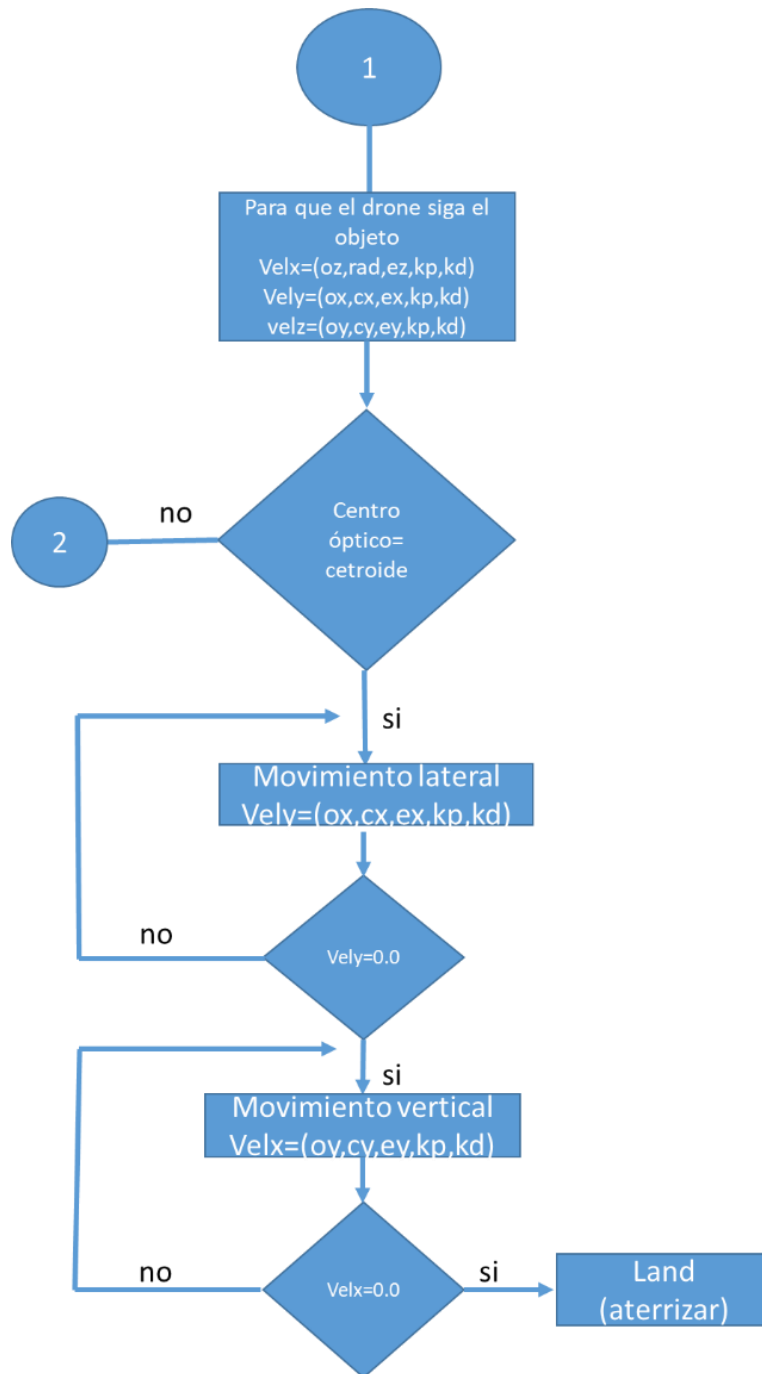 1
Para que el drone siga el
objeto
Velx=(oz,rad,ez,kp,kd)
Vely=(ox,cx,ex,kp,kd)
velz=(oy,cy,ey,kp,kd)
no
2
Centro
óptico=
cetroide
si
Movimiento lateral
Vely=(ox,cx,ex,kp,kd)
no
Vely=0.0
si
Movimiento vertical
Velx=(oy,cy,ey,kp,kd)
no
Velx=0.0
si
Land
(aterrizar)